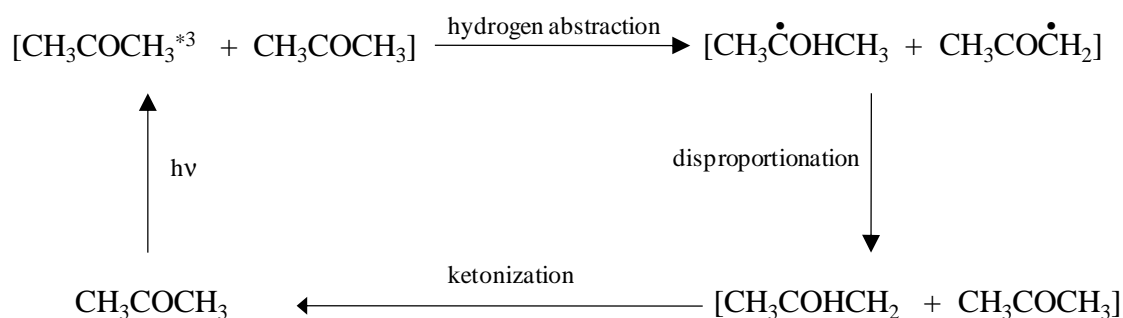 [CH₃COCH₃*³ + CH₃COCH₃] hydrogen abstraction [CH₃ĊOHCH₃ + CH₃COĊH₂]
hν disproportionation
CH₃COCH₃ ketonization [CH₃COHCH₂ + CH₃COCH₃]